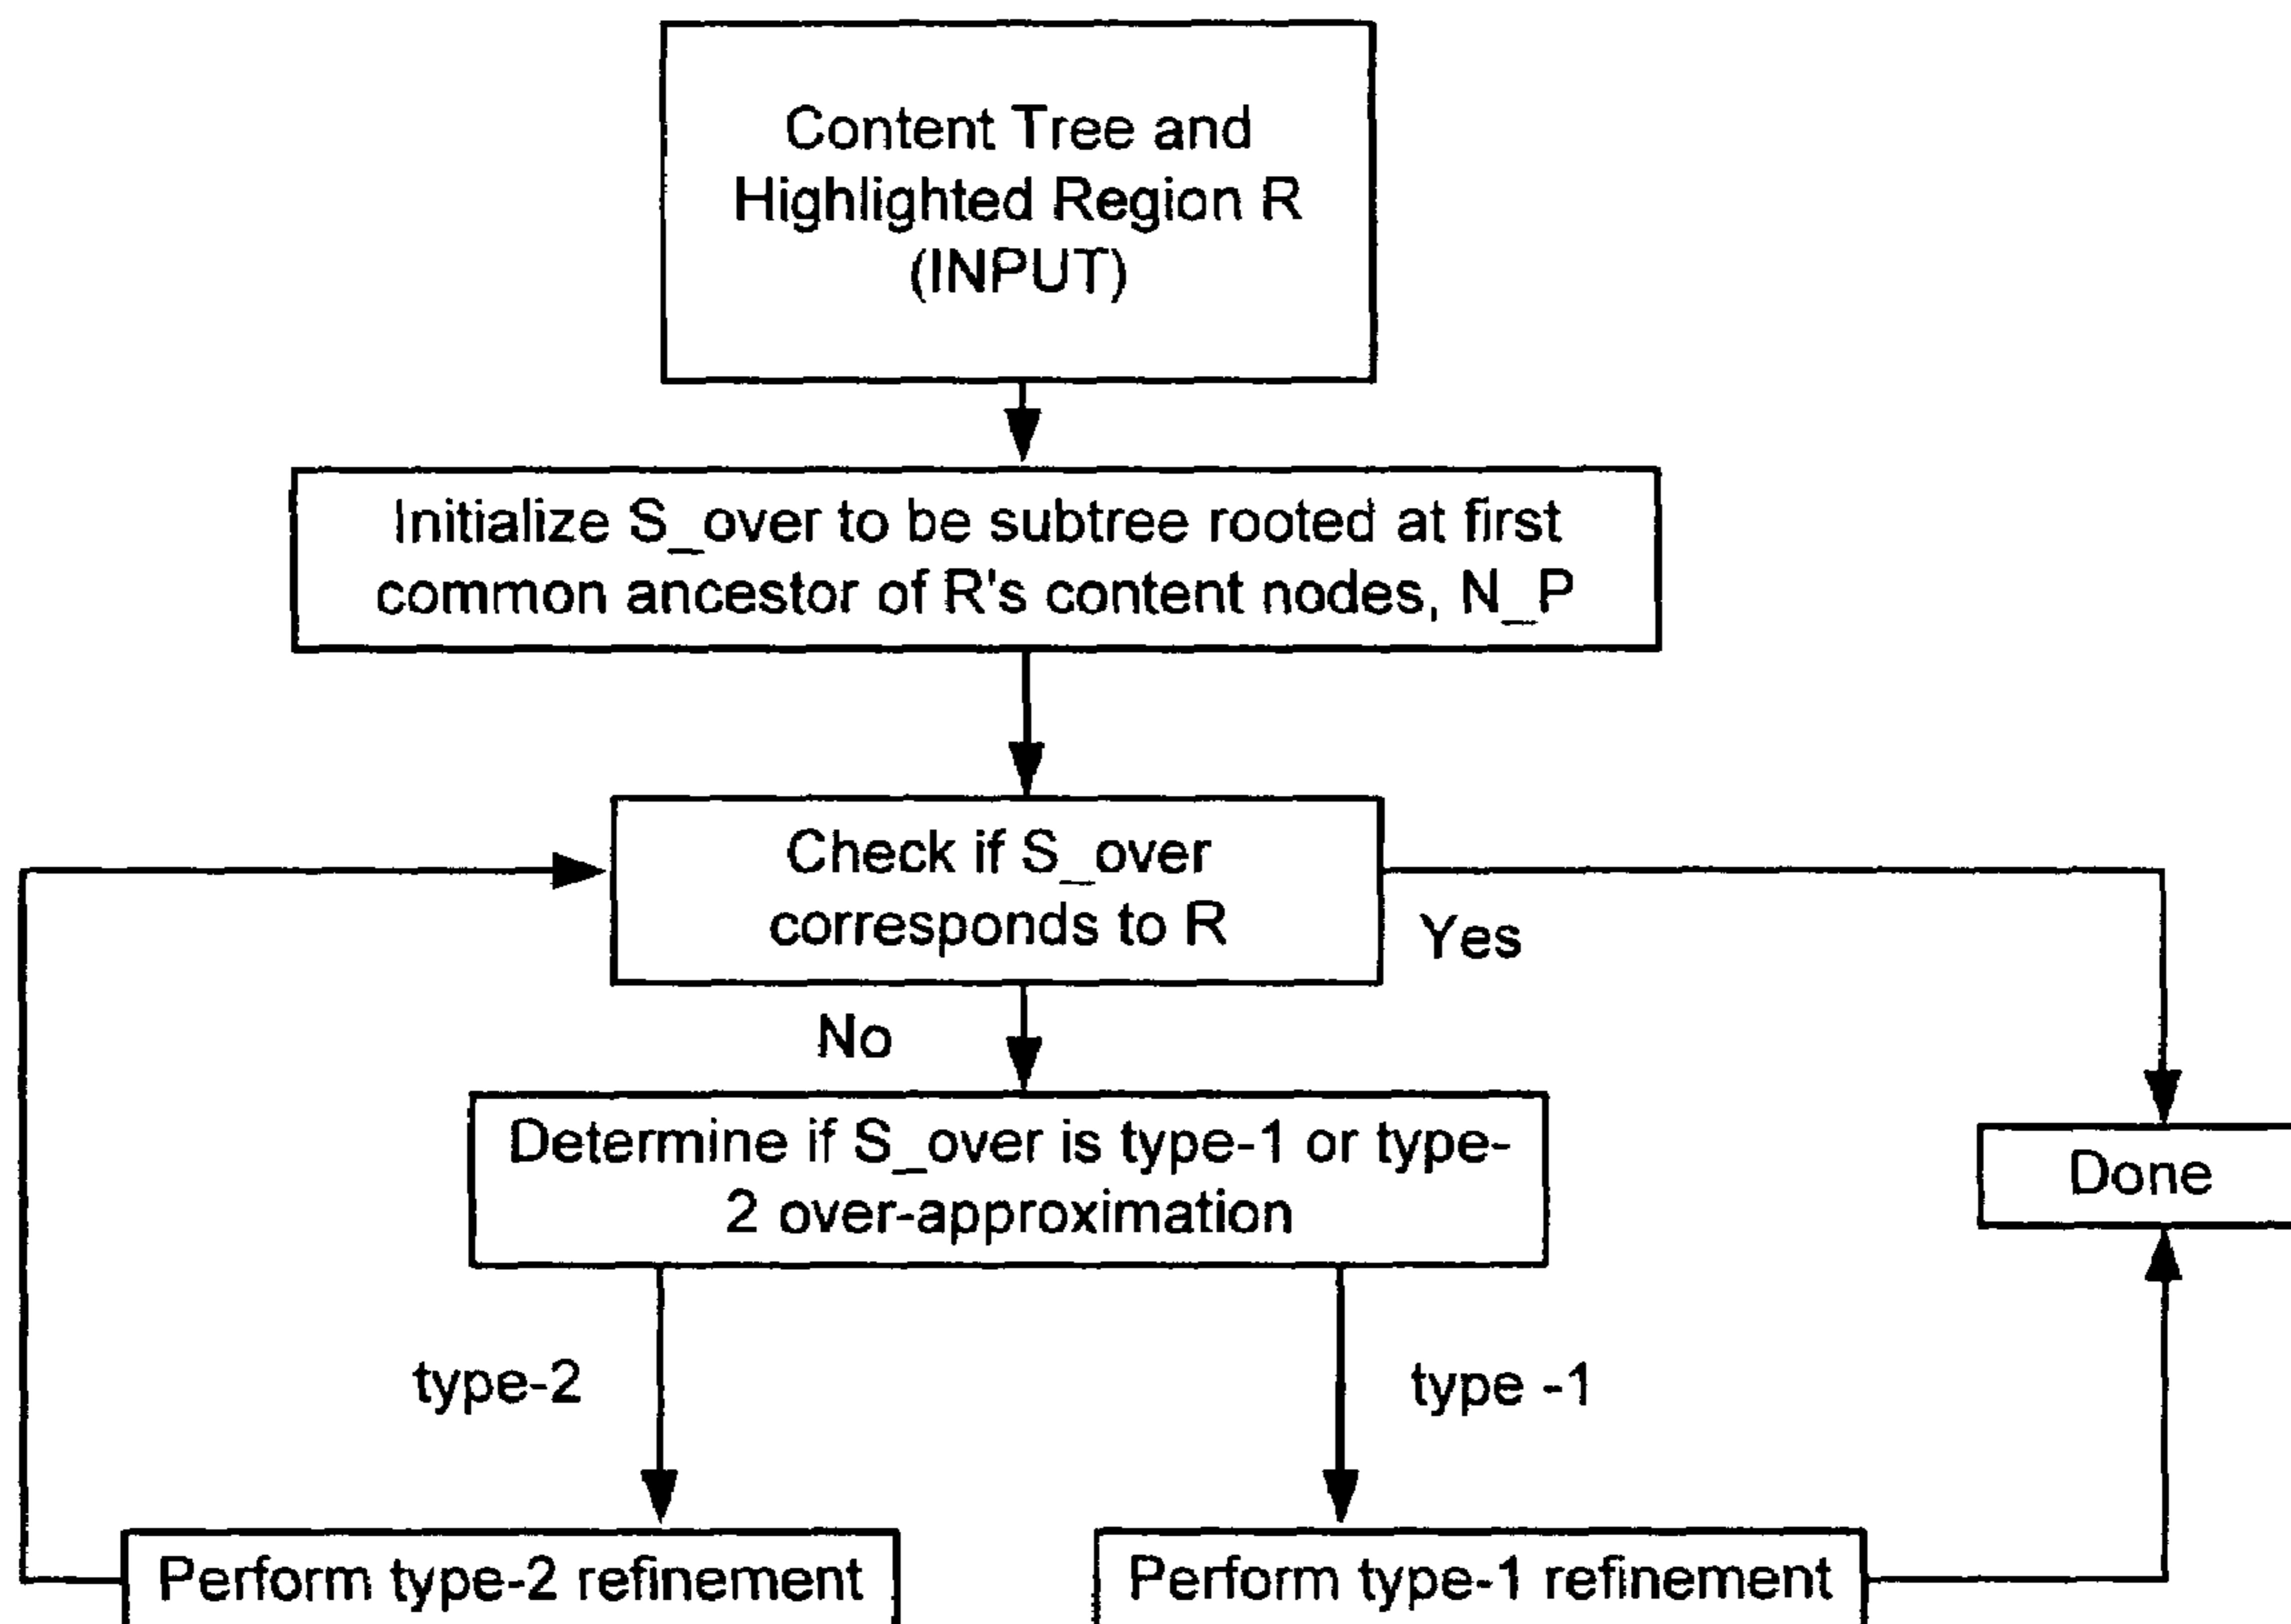 Content Tree and
Highlighted Region R
(INPUT)
Initialize S_over to be subtree rooted at first
common ancestor of R's content nodes, N_P
Check if S_over
corresponds to R
Yes
No
Determine if S_over is type-1 or type-
2 over-approximation
Done
type-2
type -1
Perform type-2 refinement
Perform type-1 refinement